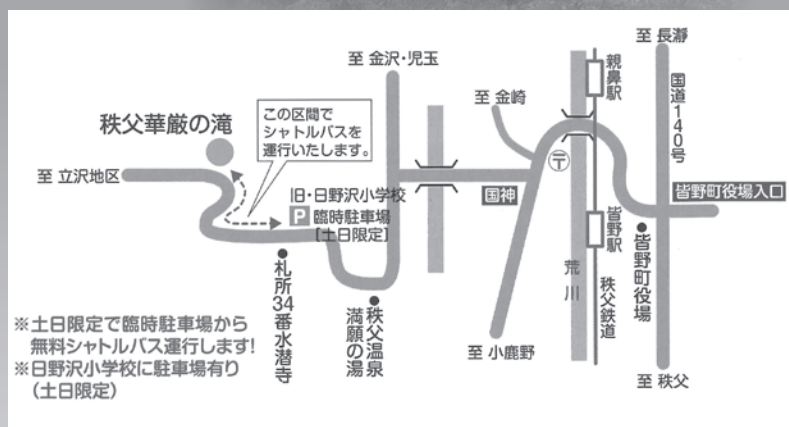 至 長瀞
至 金沢・児玉
親鼻駅
国道140号
至 金崎
この区間で
シャトルバスを
運行いたします。
秩父華厳の滝
〒
至 立沢地区
旧・日野沢小学校
P 臨時駐車場
[土日限定]
国神
皆野町役場入口
皆野駅
皆野町役場
荒川
秩父鉄道
札所34番水潜寺
秩父温泉
満願の湯
至 小鹿野
至 秩父
※土日限定で臨時駐車場から
無料シャトルバス運行します!
※日野沢小学校に駐車場有り
(土日限定)